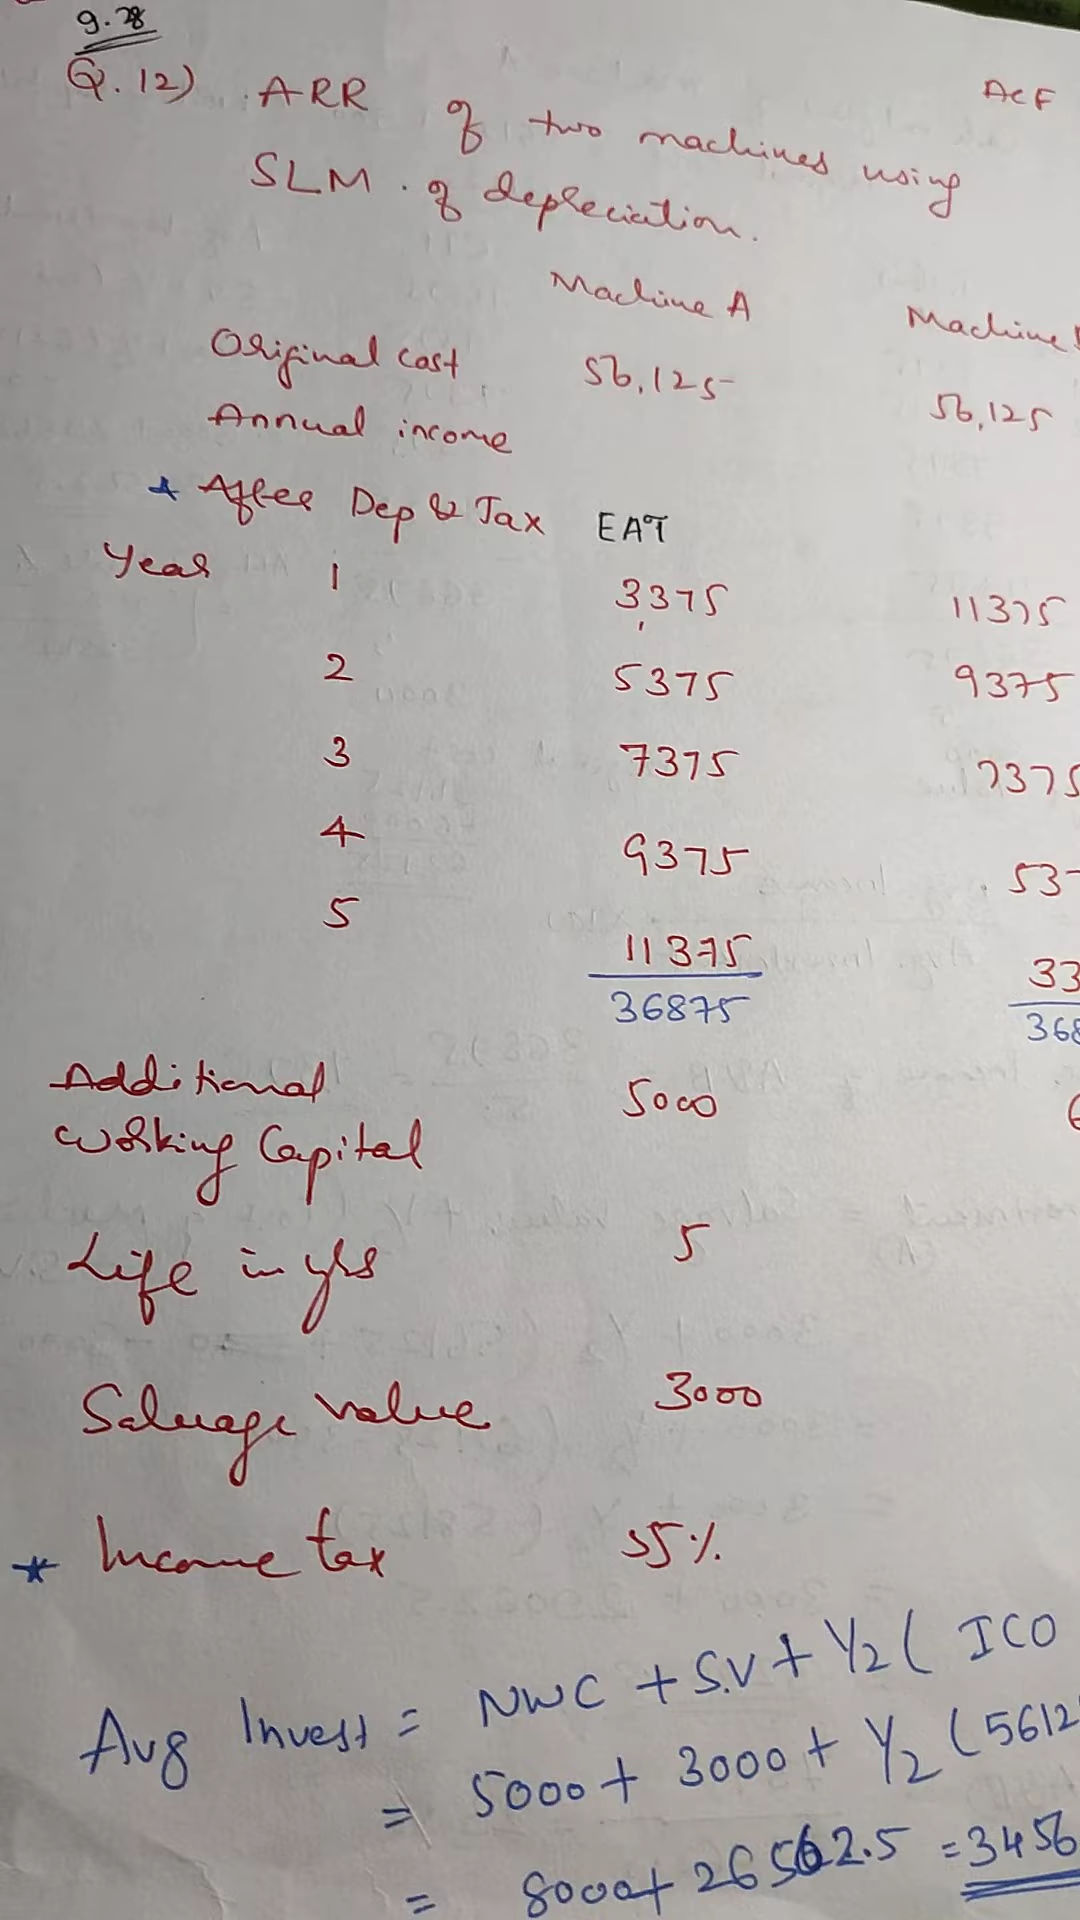 9.28
Q.12) ARR of two machines using ACF
SLM. of depreciation.
Machine A Machine
Original cost 56,125 56,125
Annual income
* After Dep & Tax EAT
Year 1 3375 11375
2 5375 9375
3 7375 7375
4 9375 537
5 11375 33
36875 368
Additional 5000
Working Capital
Life in yrs 5
Salvage value 3000
* Income tax 55%
Avg Invest = NWC + S.V + 1/2 ( ICO
= 5000 + 3000 + 1/2 ( 5612
= 8000 + 26562.5 = 3456